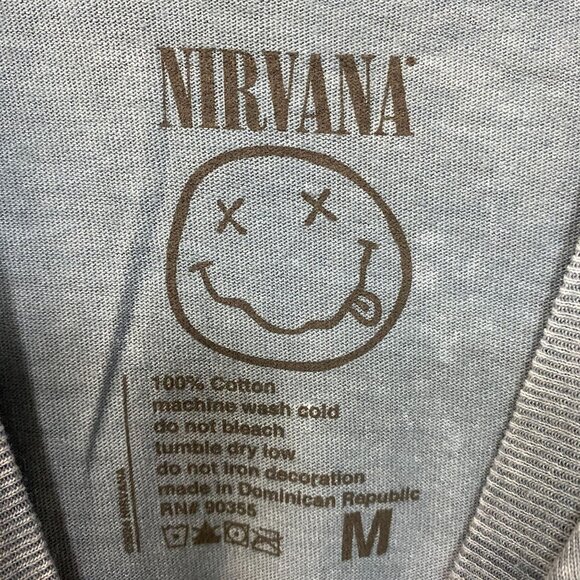 NIRVANA
100% Cotton
machine wash cold
do not bleach
tumble dry low
do not iron decoration
made in Dominican Republic
RN# 90355
M
NIRVANA